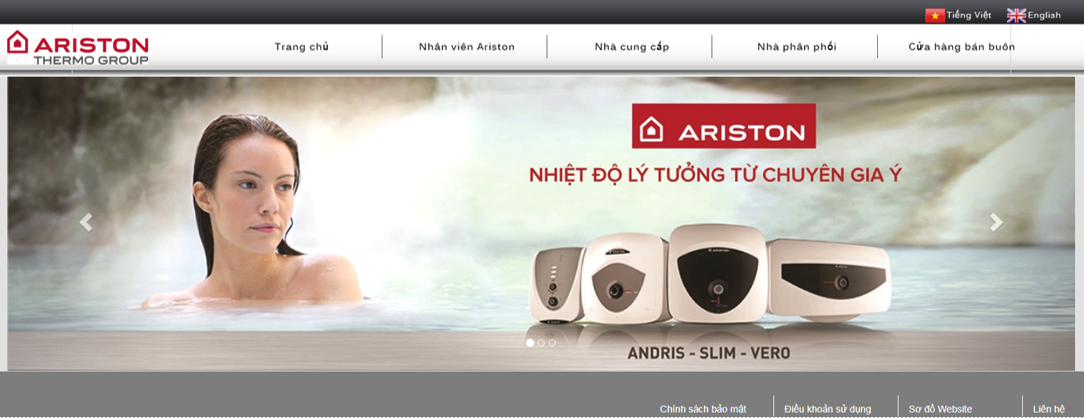 Tiếng Việt English
ARISTON
THERMO GROUP
Trang chủ Nhân viên Ariston Nhà cung cấp Nhà phân phối Cửa hàng bán buôn
ARISTON
NHIỆT ĐỘ LÝ TƯỞNG TỪ CHUYÊN GIA Ý
ANDRIS - SLIM - VERO
Chính sách bảo mật Điều khoản sử dụng Sơ đồ Website Liên hệ